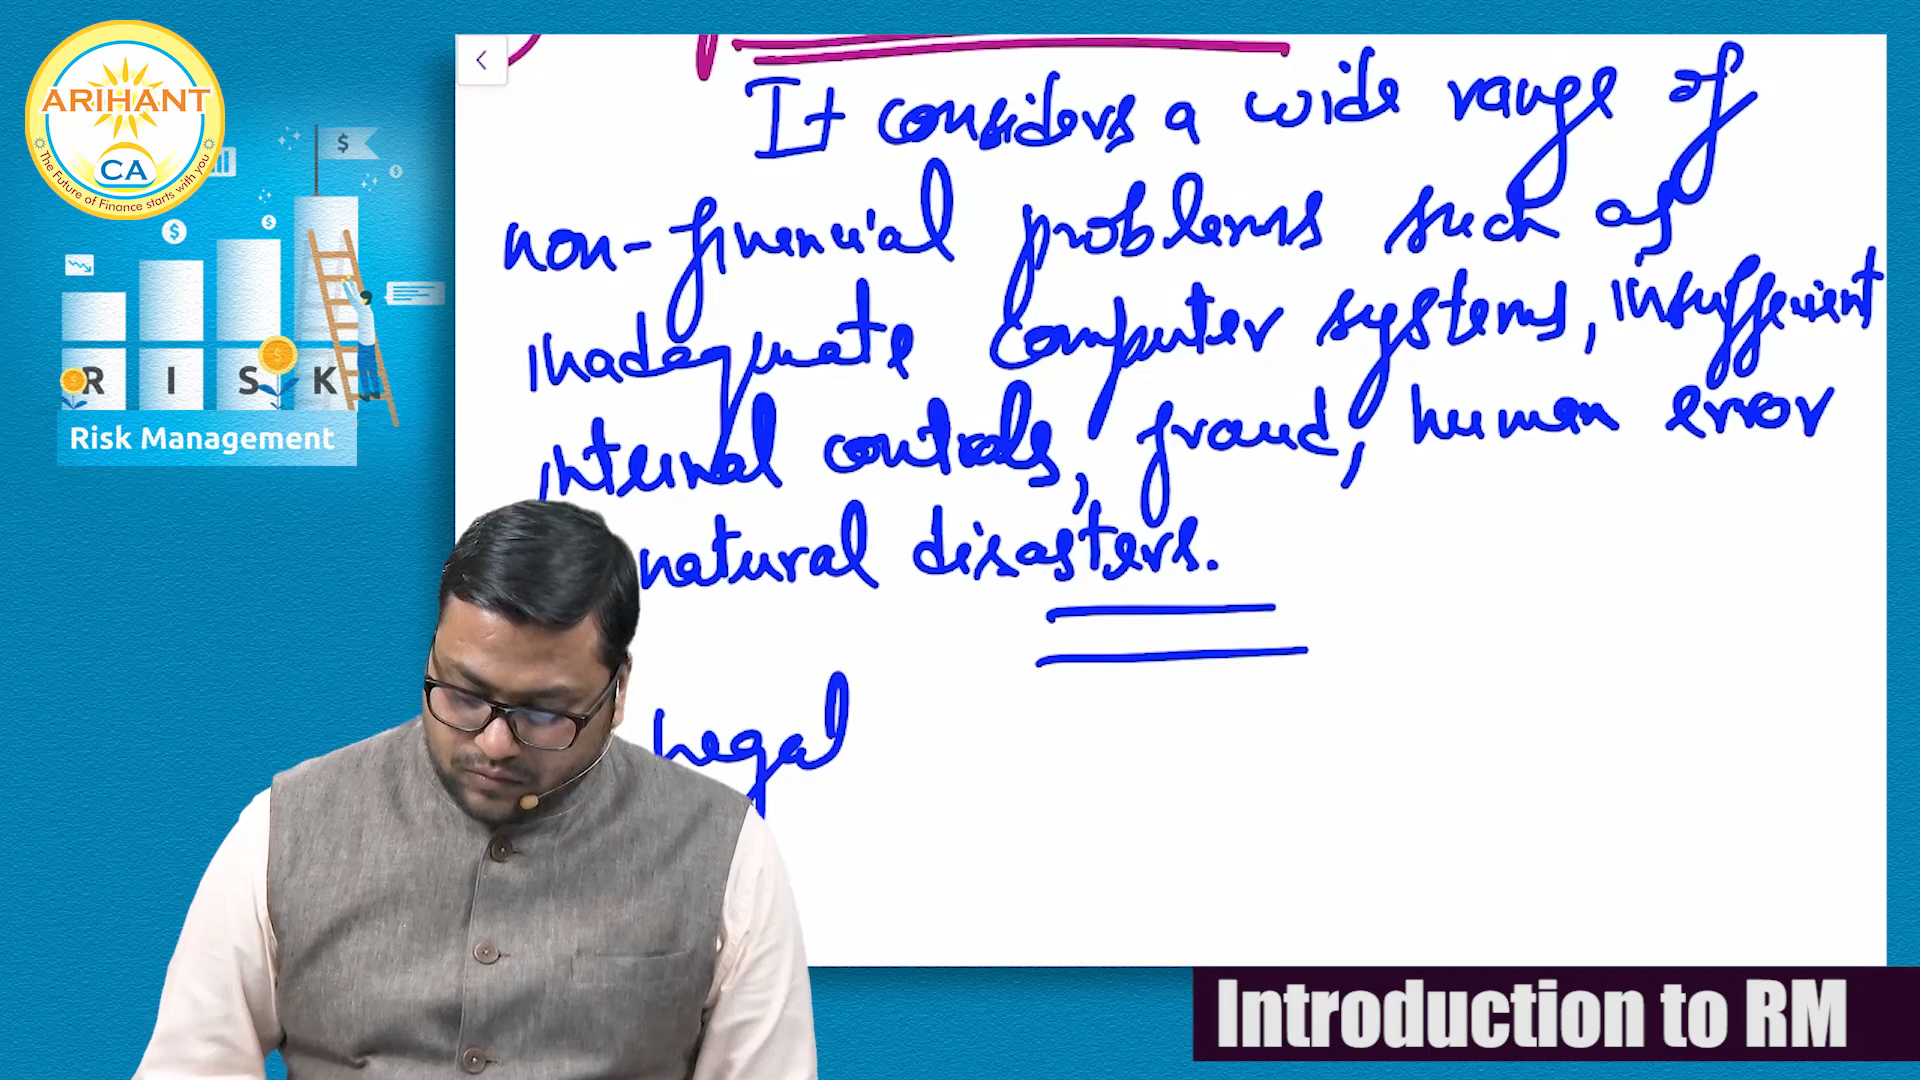 ARIHANT
CA
The Future of Finance starts with you
R I S K
Risk Management
It considers a wide range of
non-financial problems such as
inadequate computer systems, insufficient
internal controls, fraud, human error
natural disasters.
Legal
Introduction to RM